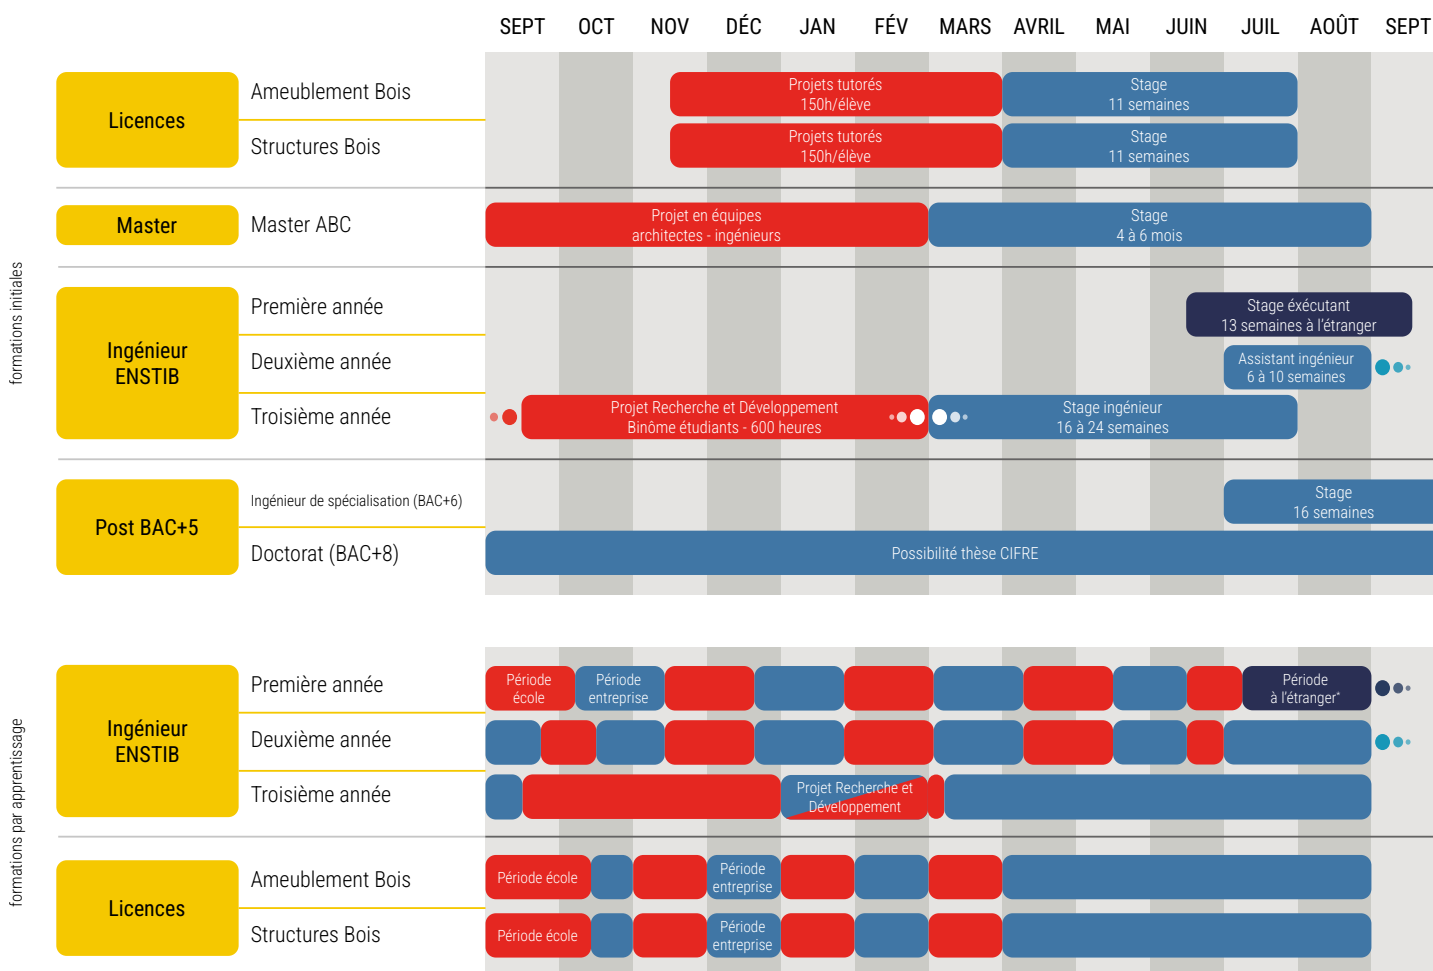 SEPT OCT NOV DÉC JAN FÉV MARS AVRIL MAI JUIN JUIL AOÛT SEPT
formations initiales
Licences
Ameublement Bois
Projets tutorés
150h/élève
Stage
11 semaines
Structures Bois
Projets tutorés
150h/élève
Stage
11 semaines
Master
Master ABC
Projet en équipes
architectes - ingénieurs
Stage
4 à 6 mois
Ingénieur
ENSTIB
Première année
Stage éxécutant
13 semaines à l'étranger
Deuxième année
Assistant ingénieur
6 à 10 semaines
Troisième année
Projet Recherche et Développement
Binôme étudiants - 600 heures
Stage ingénieur
16 à 24 semaines
Post BAC+5
Ingénieur de spécialisation (BAC+6)
Stage
16 semaines
Doctorat (BAC+8)
Possibilité thèse CIFRE
formations par apprentissage
Ingénieur
ENSTIB
Première année
Période
école
Période
entreprise
Période
à l'étranger*
Deuxième année
Troisième année
Projet Recherche et
Développement
Licences
Ameublement Bois
Période école
Période
entreprise
Structures Bois
Période école
Période
entreprise